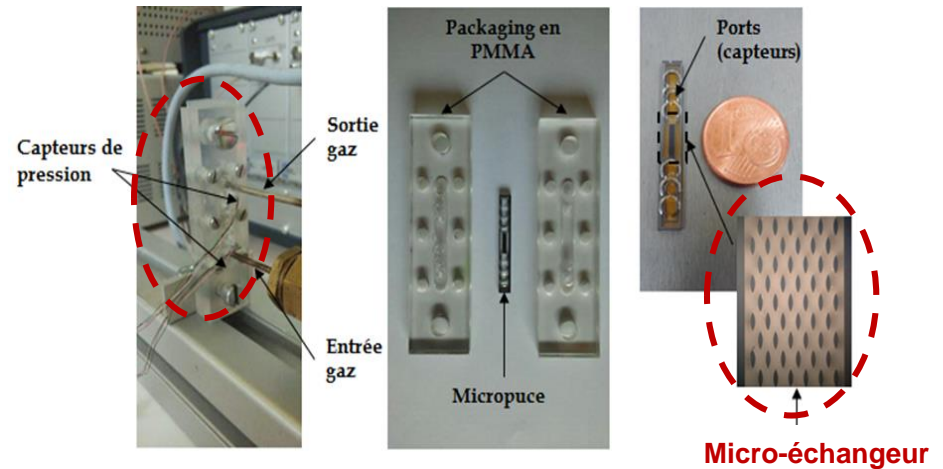 Capteurs de
pression
Sortie
gaz
Entrée
gaz
Packaging en
PMMA
Micropuce
Ports
(capteurs)
Micro-échangeur